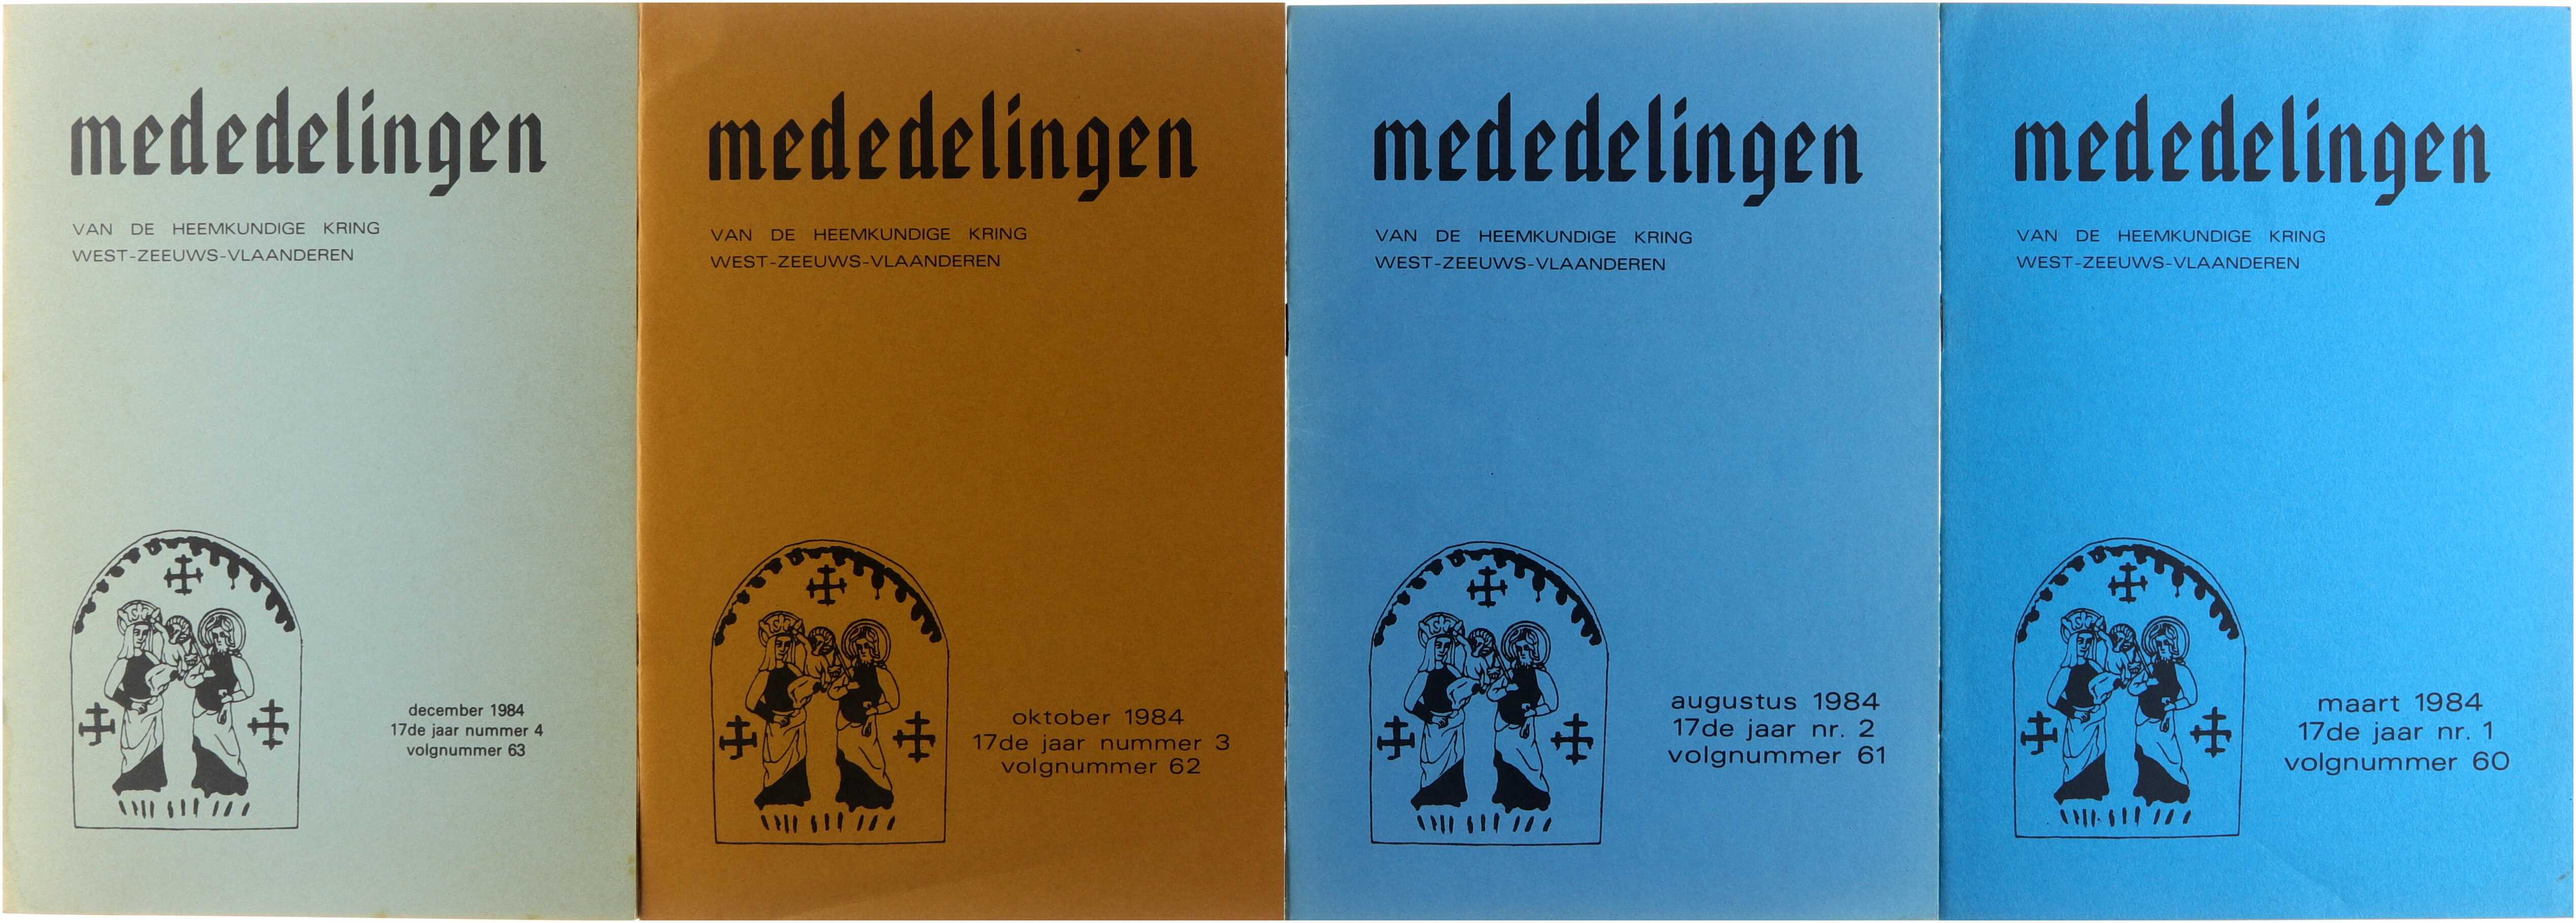 mededelingen
VAN DE HEEMKUNDIGE KRING
WEST-ZEEUWS-VLAANDEREN
december 1984
17de jaar nummer 4
volgnummer 63
mededelingen
VAN DE HEEMKUNDIGE KRING
WEST-ZEEUWS-VLAANDEREN
oktober 1984
17de jaar nummer 3
volgnummer 62
mededelingen
VAN DE HEEMKUNDIGE KRING
WEST-ZEEUWS-VLAANDEREN
augustus 1984
17de jaar nr. 2
volgnummer 61
mededelingen
VAN DE HEEMKUNDIGE KRING
WEST-ZEEUWS-VLAANDEREN
maart 1984
17de jaar nr. 1
volgnummer 60